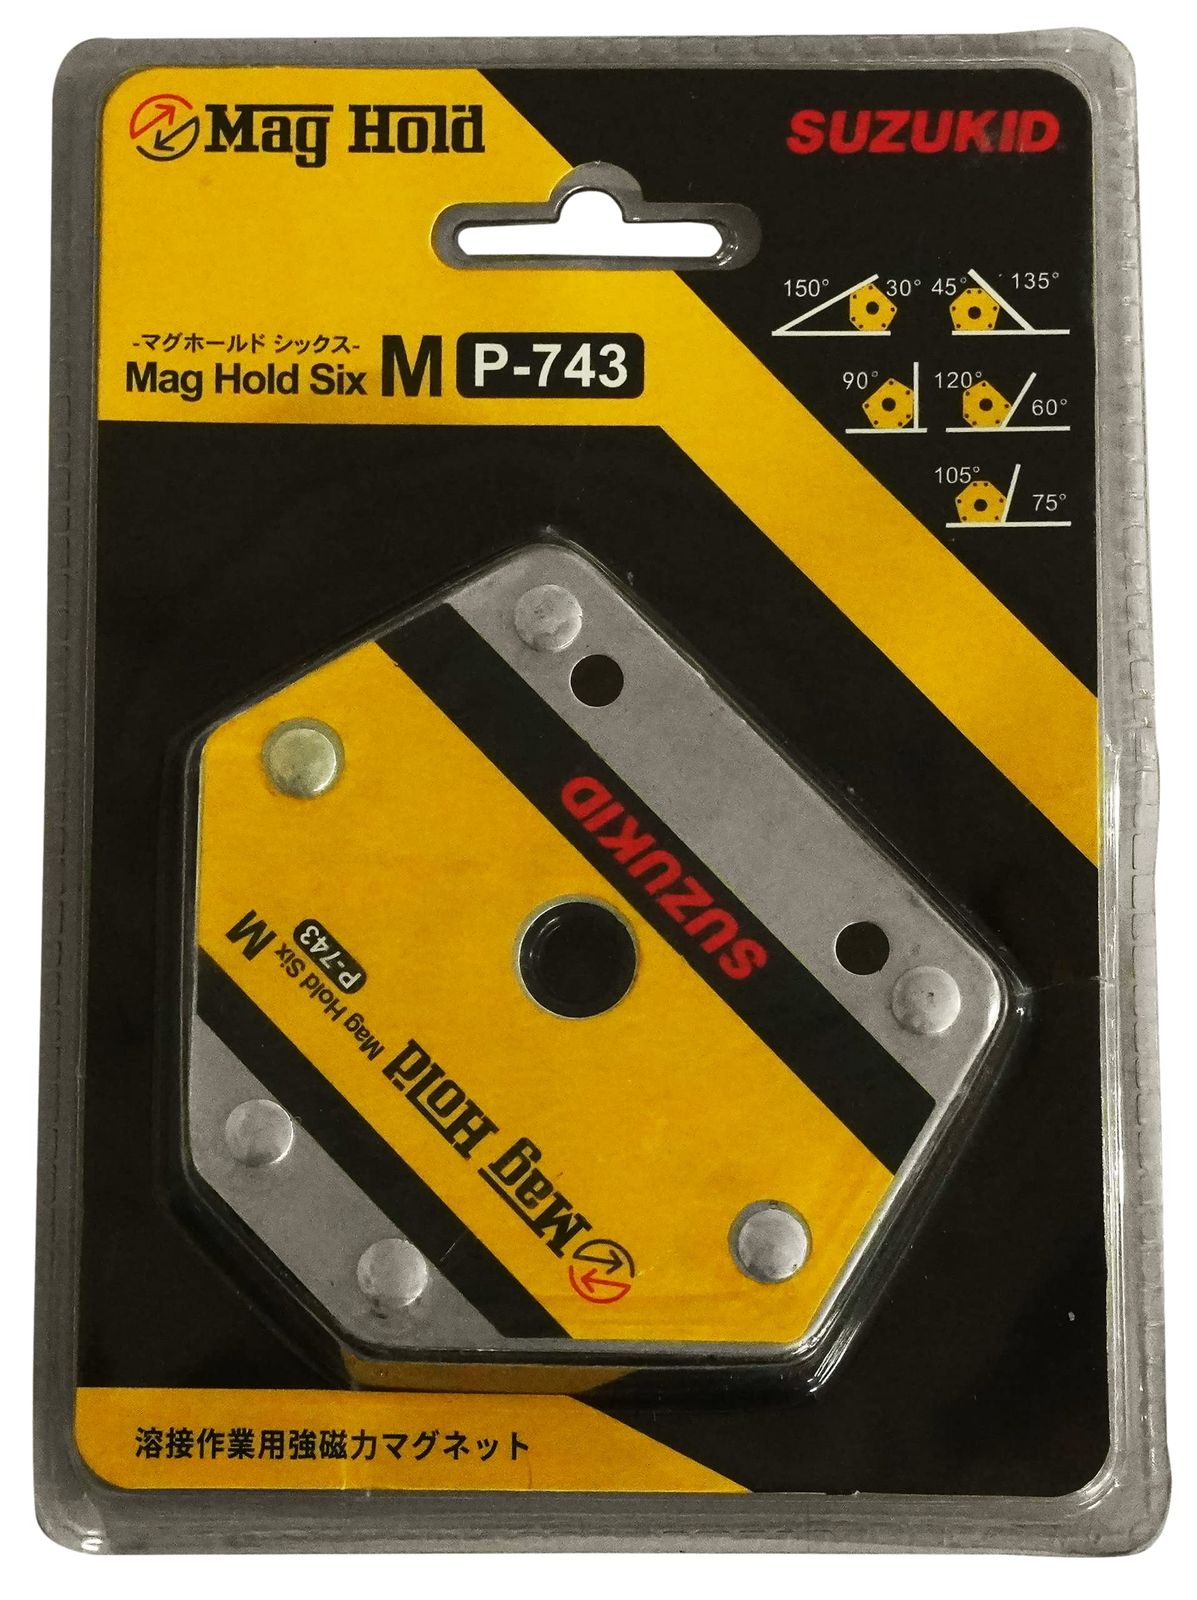 Mag Hold
SUZUKID
150° 30° 45° 135°
-マグホールド シックス-
Mag Hold Six M P-743
90° 120° 60°
105° 75°
SUZUKID
Mag Hold
Mag Hold Six M
P-743
溶接作業用強磁力マグネット